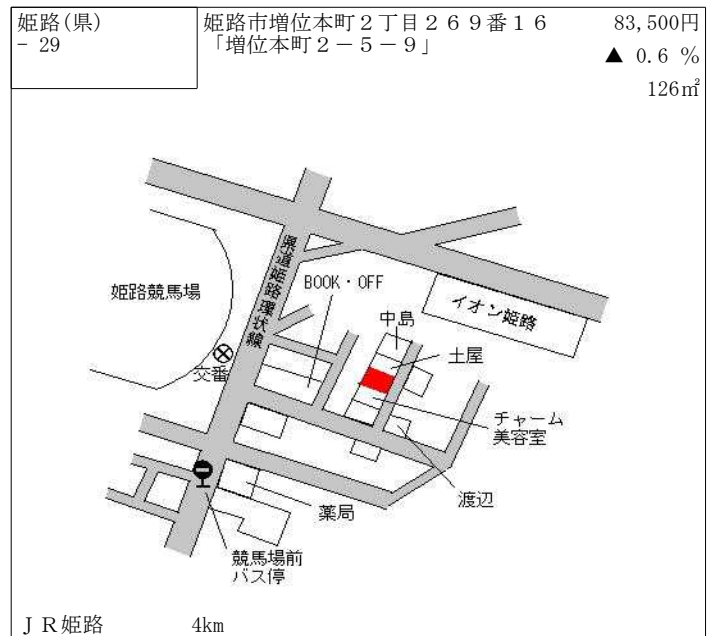 姫路(県)
- 29
姫路市増位本町２丁目２６９番１６
「増位本町２－５－９」
83,500円
▲ 0.6 %
126㎡
県道姫路環状線
姫路競馬場
BOOK・OFF
イオン姫路
中島
土屋
交番
チャーム
美容室
渡辺
薬局
競馬場前
バス停
ＪＲ姫路 4km